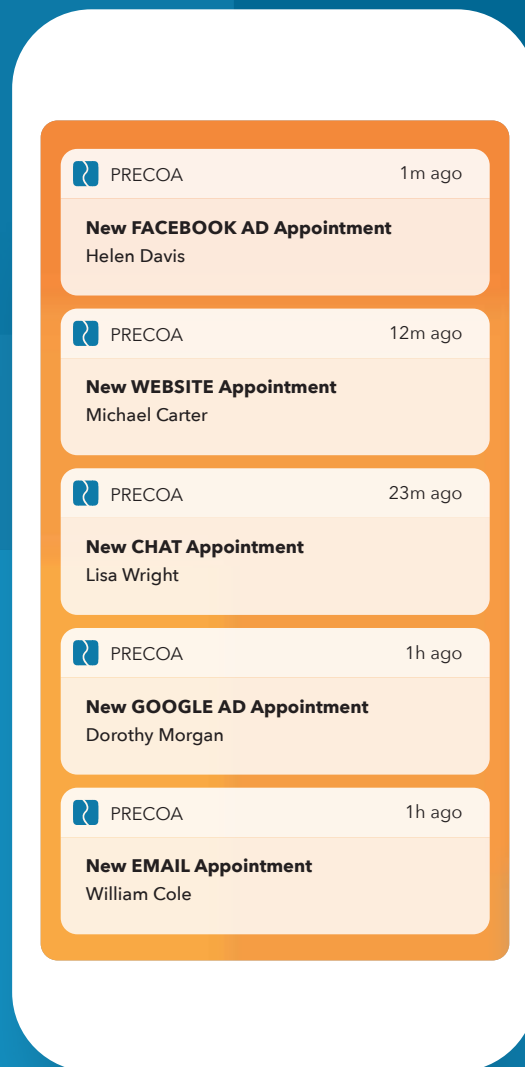 PRECOA 1m ago
New FACEBOOK AD Appointment
Helen Davis
PRECOA 12m ago
New WEBSITE Appointment
Michael Carter
PRECOA 23m ago
New CHAT Appointment
Lisa Wright
PRECOA 1h ago
New GOOGLE AD Appointment
Dorothy Morgan
PRECOA 1h ago
New EMAIL Appointment
William Cole